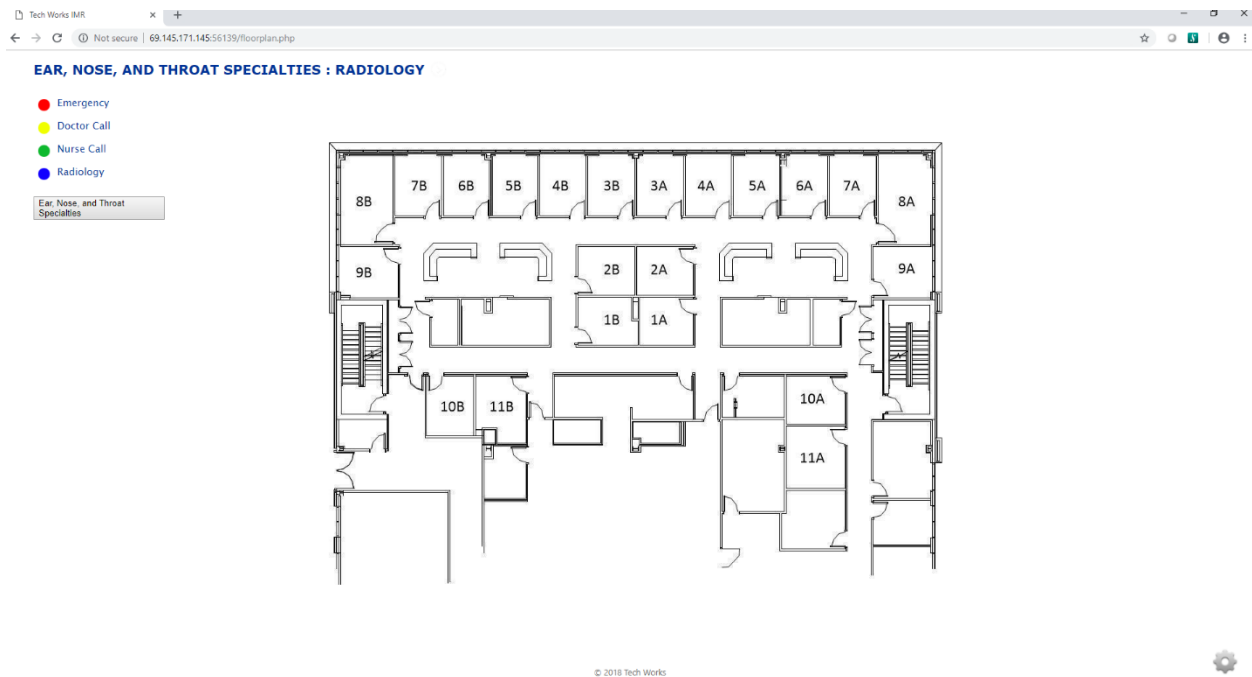 Tech Works IMR
Not secure | 69.145.171.145:56139/floorplan.php
EAR, NOSE, AND THROAT SPECIALTIES : RADIOLOGY
Emergency
Doctor Call
Nurse Call
Radiology
Ear, Nose, and Throat
Specialties
8B 7B 6B 5B 4B 3B 3A 4A 5A 6A 7A 8A
9B 2B 2A 9A
1B 1A
10B 11B 10A
11A
© 2018 Tech Works